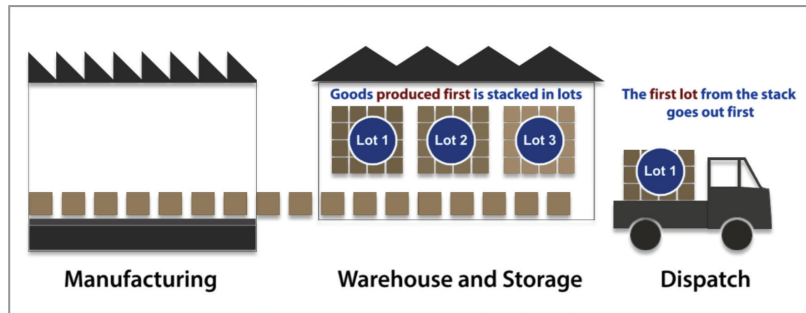 Goods produced first is stacked in lots
The first lot from the stack
goes out first
Lot 1
Lot 2
Lot 3
Lot 1
Manufacturing
Warehouse and Storage
Dispatch